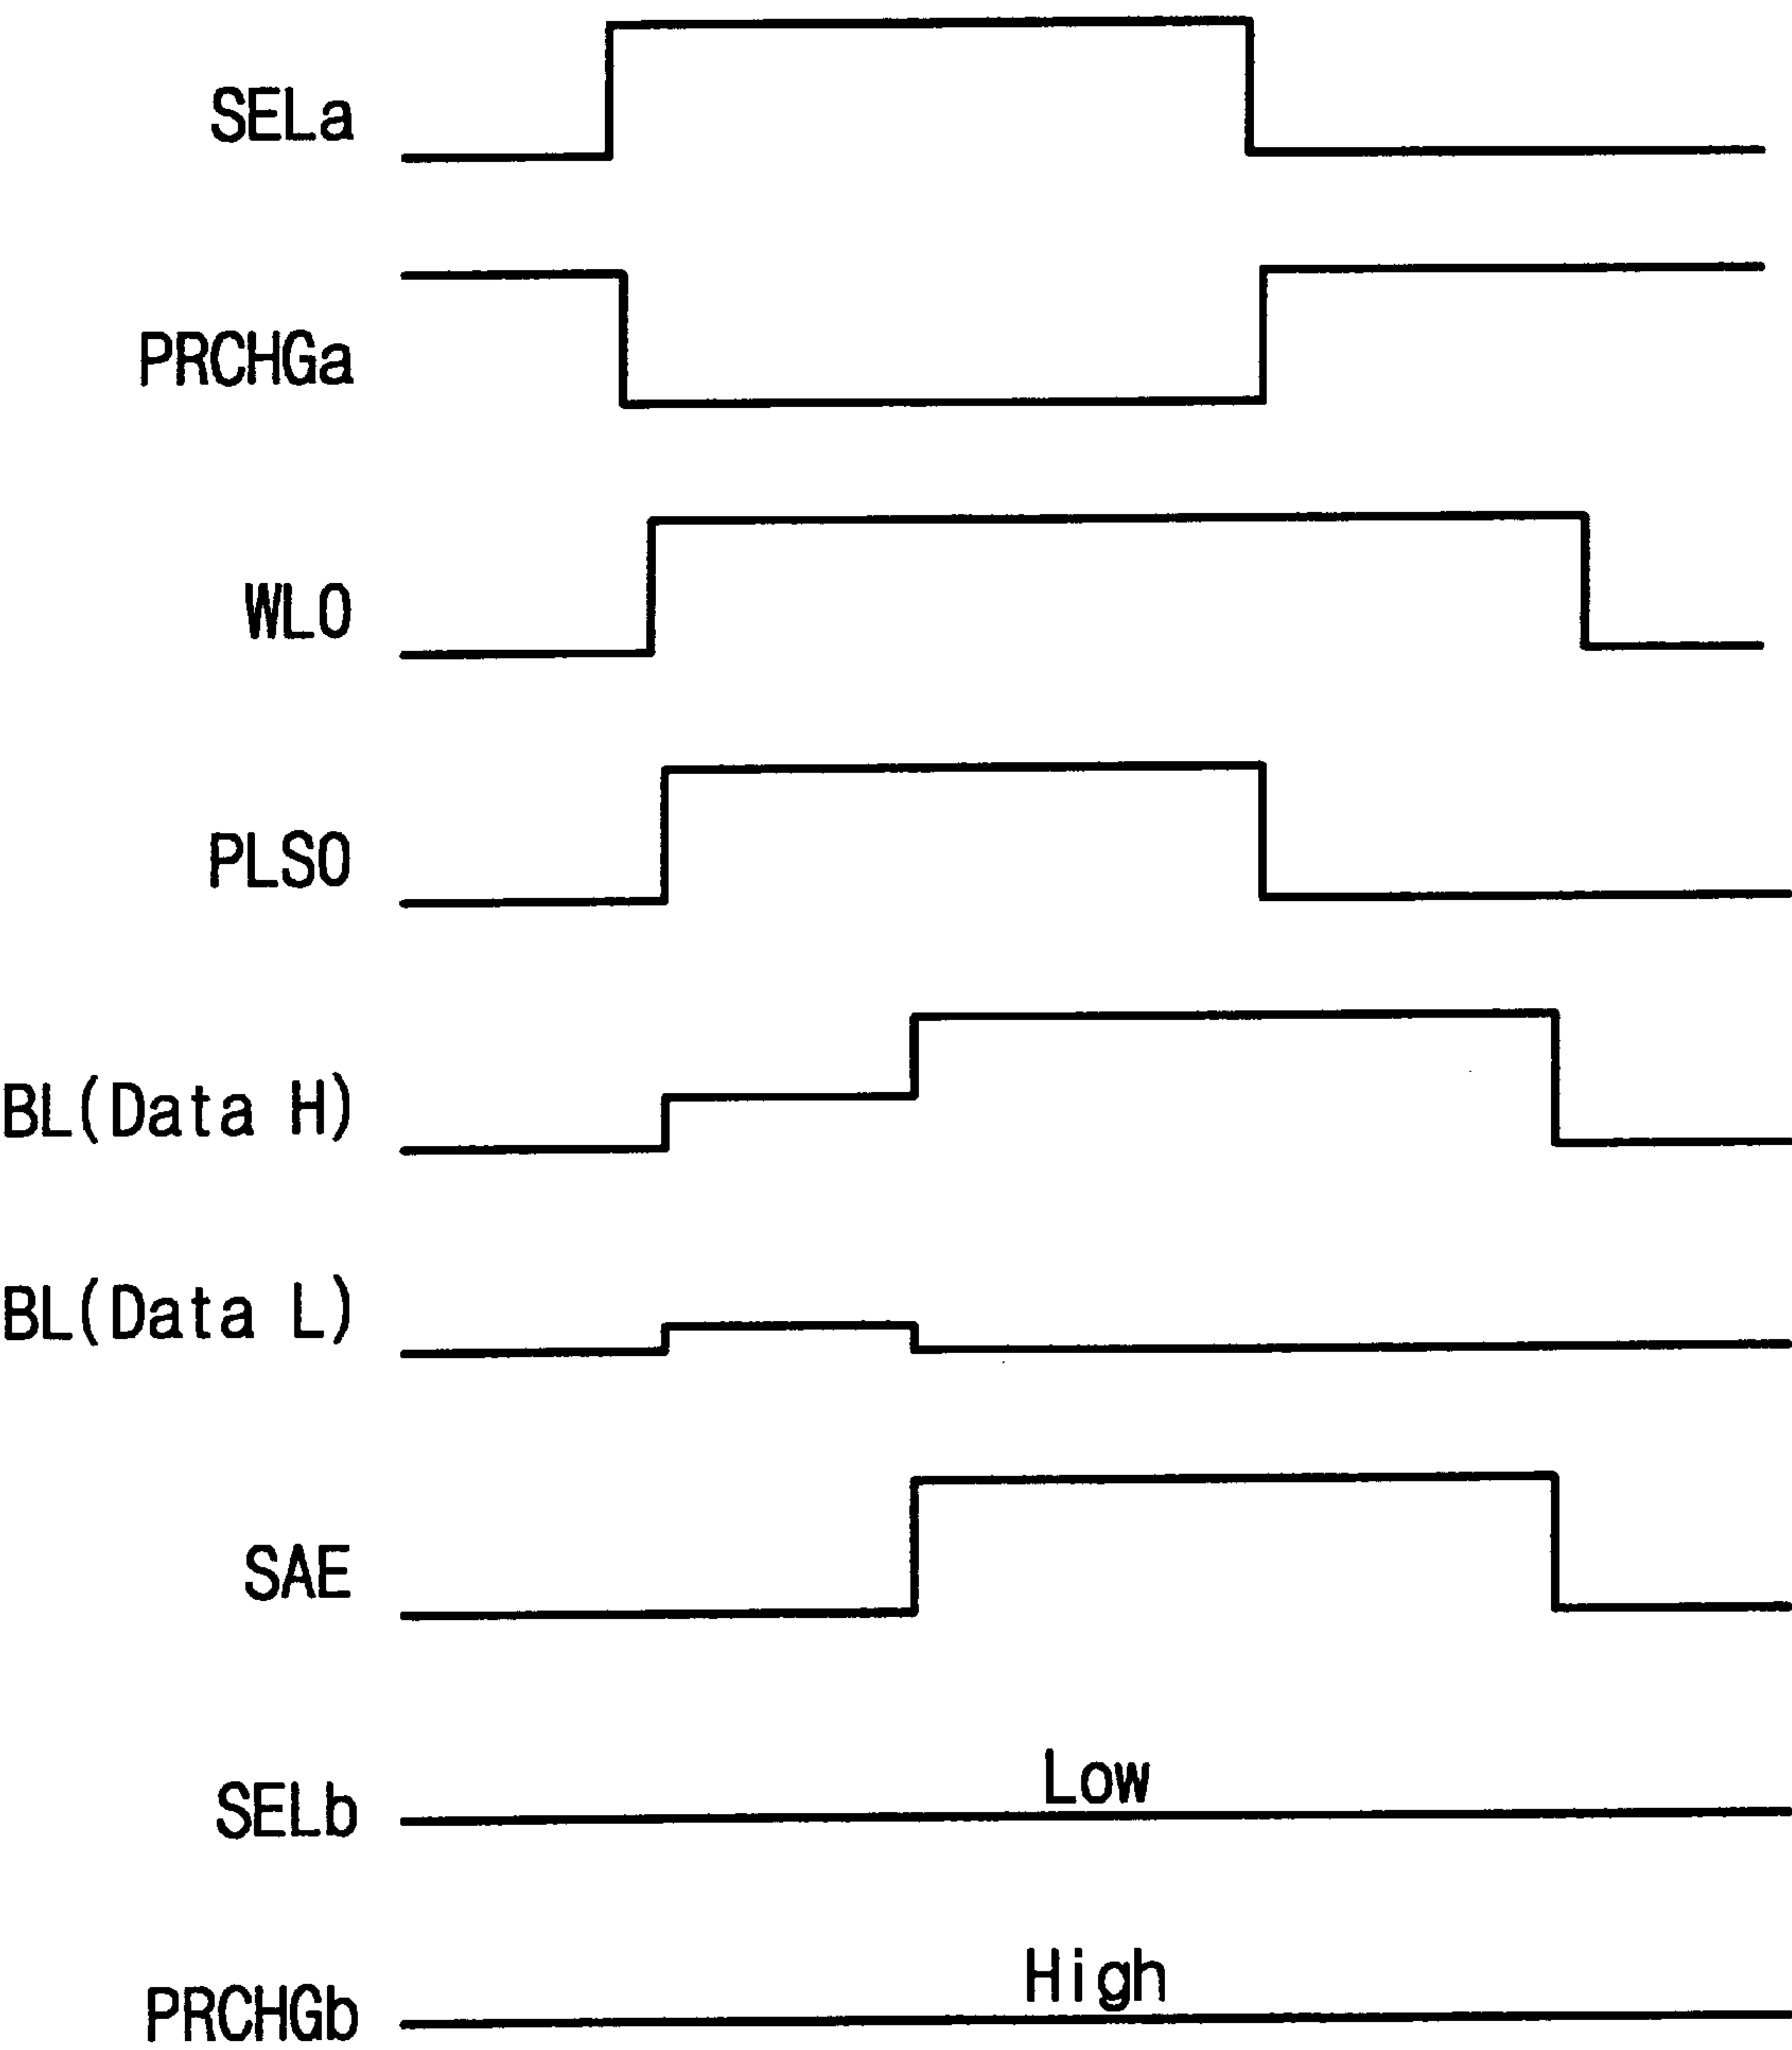 SELa
PRCHGa
WL0
PLS0
BL(Data H)
BL(Data L)
SAE
SELb
Low
PRCHGb
High